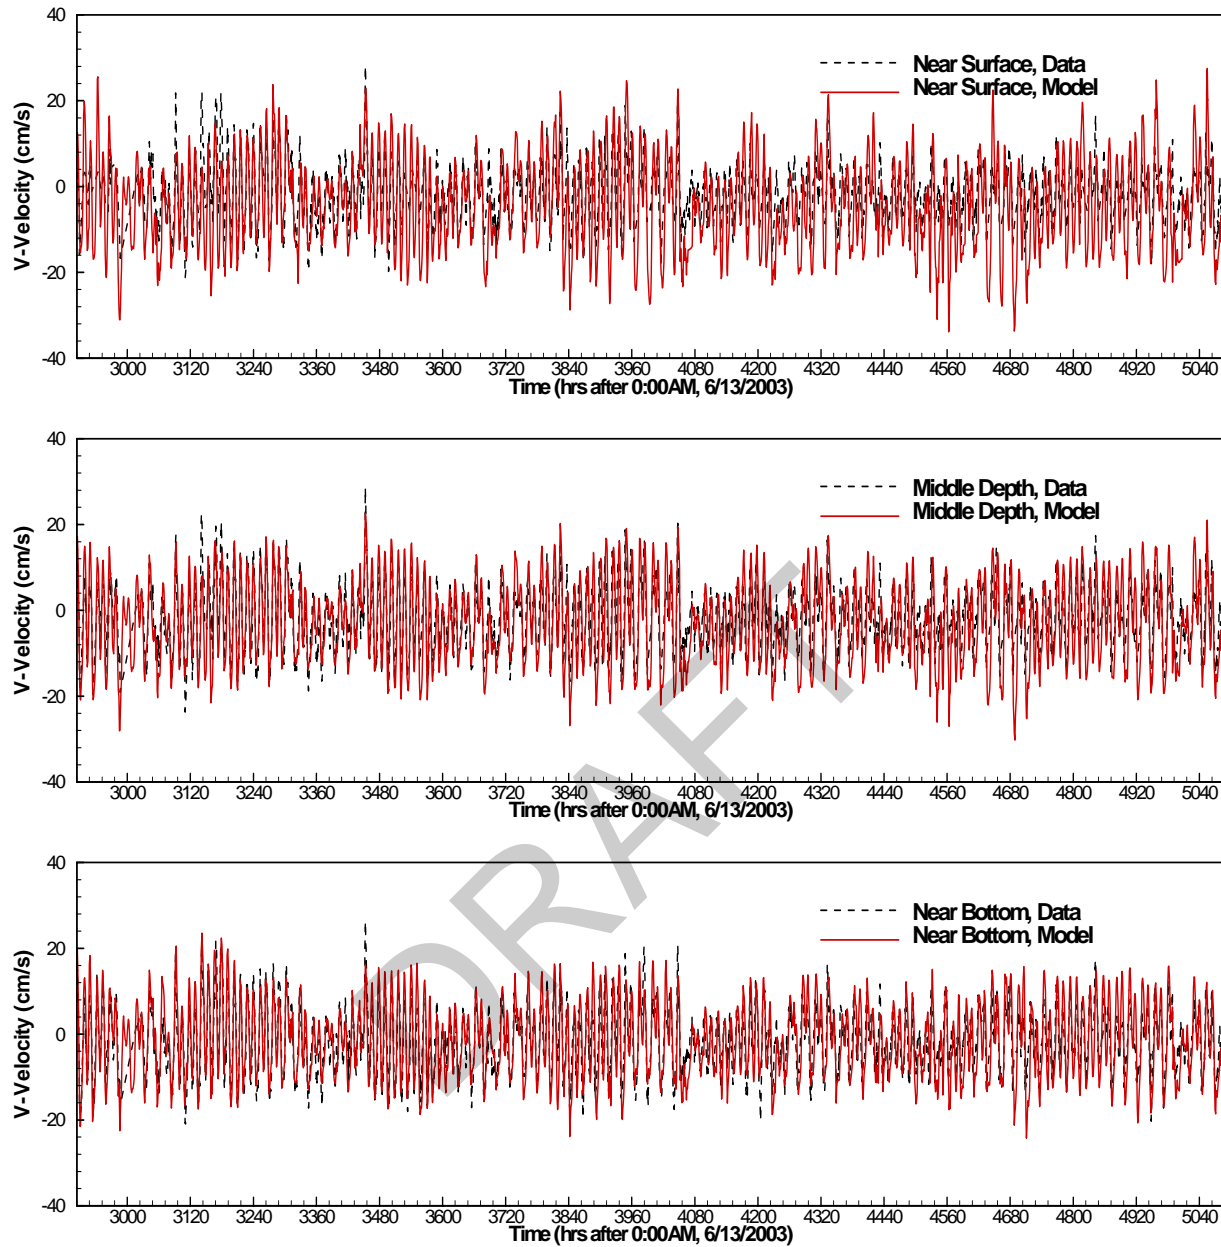 40
20
0
-20
-40
V-Velocity (cm/s)
Near Surface, Data
Near Surface, Model
3000 3120 3240 3360 3480 3600 3720 3840 3960 4080 4200 4320 4440 4560 4680 4800 4920 5040
Time (hrs after 0:00AM, 6/13/2003)
40
20
0
-20
-40
V-Velocity (cm/s)
Middle Depth, Data
Middle Depth, Model
3000 3120 3240 3360 3480 3600 3720 3840 3960 4080 4200 4320 4440 4560 4680 4800 4920 5040
Time (hrs after 0:00AM, 6/13/2003)
40
20
0
-20
-40
V-Velocity (cm/s)
Near Bottom, Data
Near Bottom, Model
3000 3120 3240 3360 3480 3600 3720 3840 3960 4080 4200 4320 4440 4560 4680 4800 4920 5040
Time (hrs after 0:00AM, 6/13/2003)
DRAFT